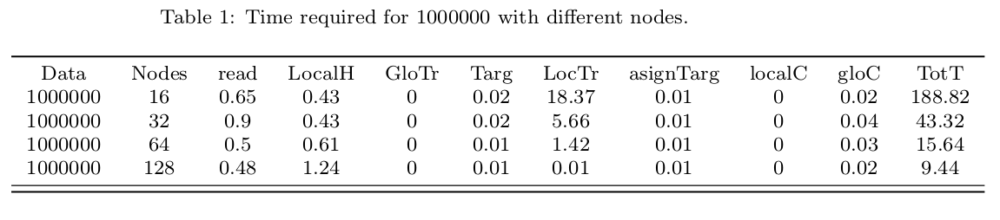 Table 1: Time required for 1000000 with different nodes.
Data Nodes read LocalH GloTr Targ LocTr asignTarg localC gloC TotT
1000000 16 0.65 0.43 0 0.02 18.37 0.01 0 0.02 188.82
1000000 32 0.9 0.43 0 0.02 5.66 0.01 0 0.04 43.32
1000000 64 0.5 0.61 0 0.01 1.42 0.01 0 0.03 15.64
1000000 128 0.48 1.24 0 0.01 0.01 0.01 0 0.02 9.44